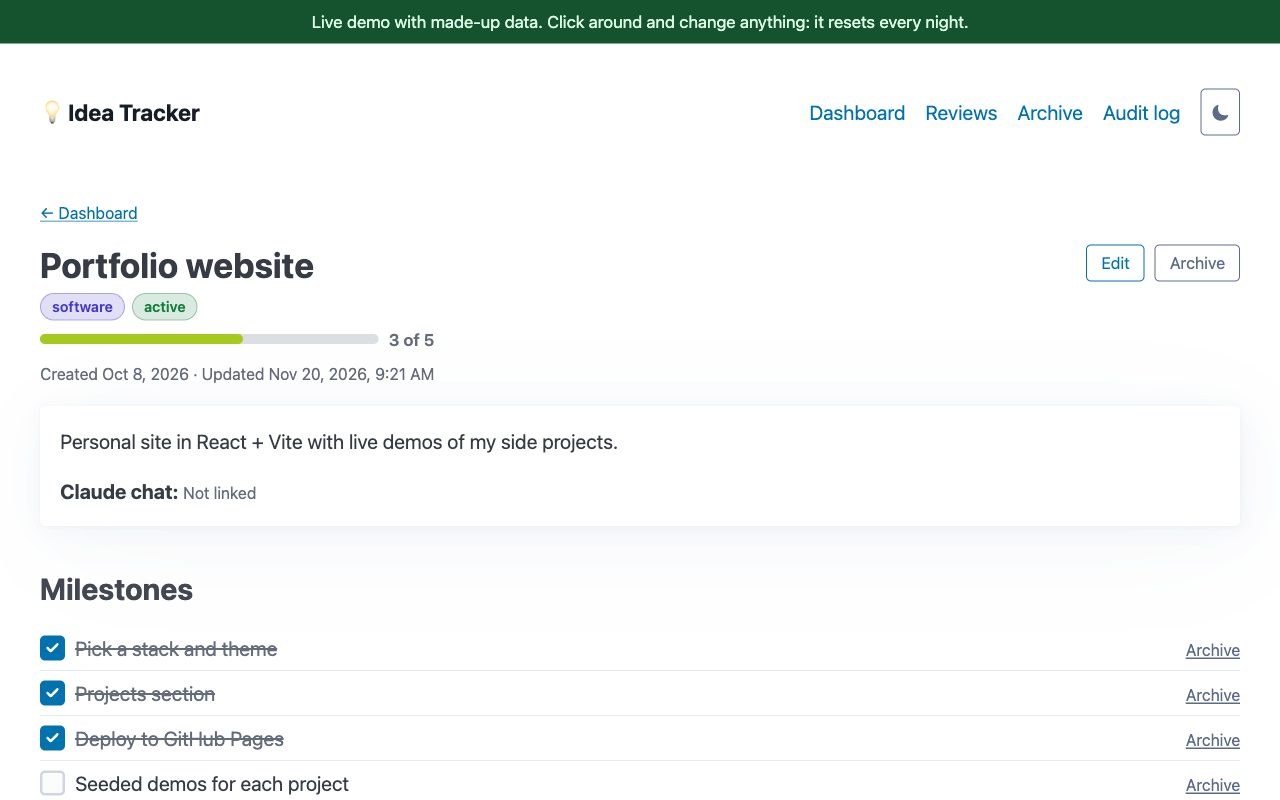 Live demo with made-up data. Click around and change anything: it resets every night.
Idea Tracker
Dashboard Reviews Archive Audit log
← Dashboard
Portfolio website
Edit Archive
software active
3 of 5
Created Oct 8, 2026 · Updated Nov 20, 2026, 9:21 AM
Personal site in React + Vite with live demos of my side projects.
Claude chat: Not linked
Milestones
Pick a stack and theme Archive
Projects section Archive
Deploy to GitHub Pages Archive
Seeded demos for each project Archive